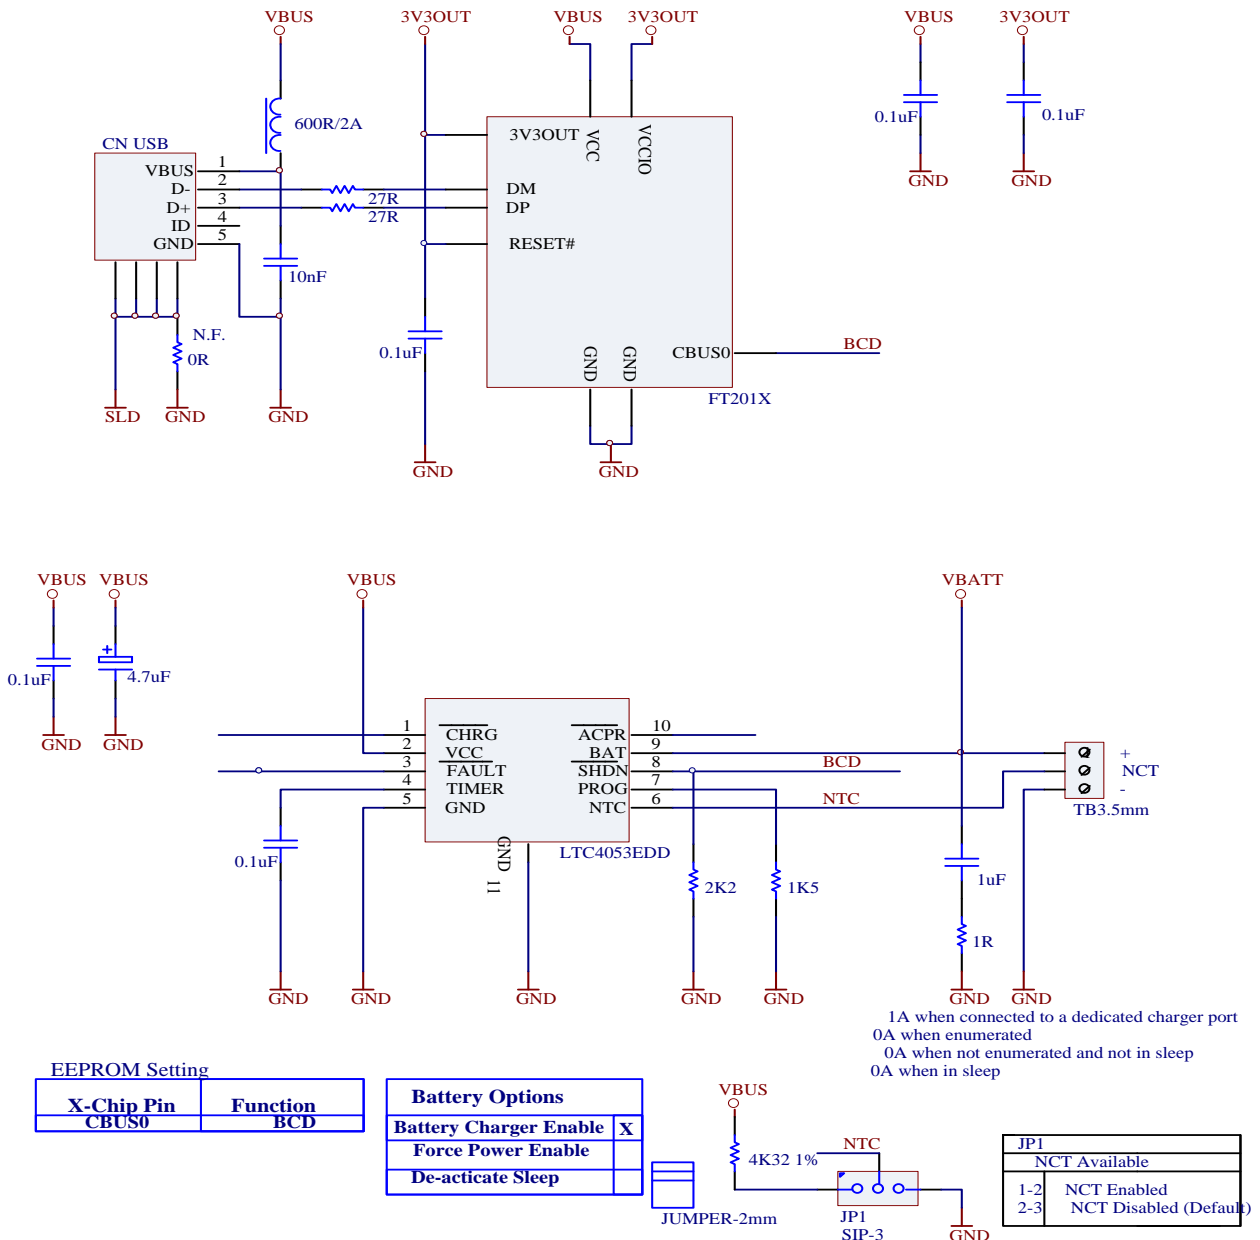 VBUS
3V3OUT
VBUS
3V3OUT
VBUS
3V3OUT
600R/2A
0.1uF
0.1uF
GND
GND
CN USB
VBUS 1
D- 2
D+ 3
ID 4
GND 5
27R
27R
10nF
N.F.
0R
0.1uF
SLD
GND
GND
GND
3V3OUT
VCC
VCCIO
DM
DP
RESET#
GND
GND
CBUS0
BCD
FT201X
GND
VBUS
VBUS
VBUS
VBATT
0.1uF
+
4.7uF
GND
GND
1 CHRG
2 VCC
3 FAULT
4 TIMER
5 GND
ACPR 10
BAT 9
SHDN 8
PROG 7
NTC 6
GND 11
LTC4053EDD
BCD
NTC
+
NCT
-
TB3.5mm
0.1uF
2K2
1K5
1uF
1R
GND
GND
GND
GND
GND
GND
GND
1A when connected to a dedicated charger port
0A when enumerated
0A when not enumerated and not in sleep
0A when in sleep
EEPROM Setting
X-Chip Pin Function
CBUS0 BCD
Battery Options
Battery Charger Enable X
Force Power Enable
De-acticate Sleep
JUMPER-2mm
VBUS
4K32 1%
NTC
JP1
SIP-3
GND
JP1
NCT Available
1-2 NCT Enabled
2-3 NCT Disabled (Default)